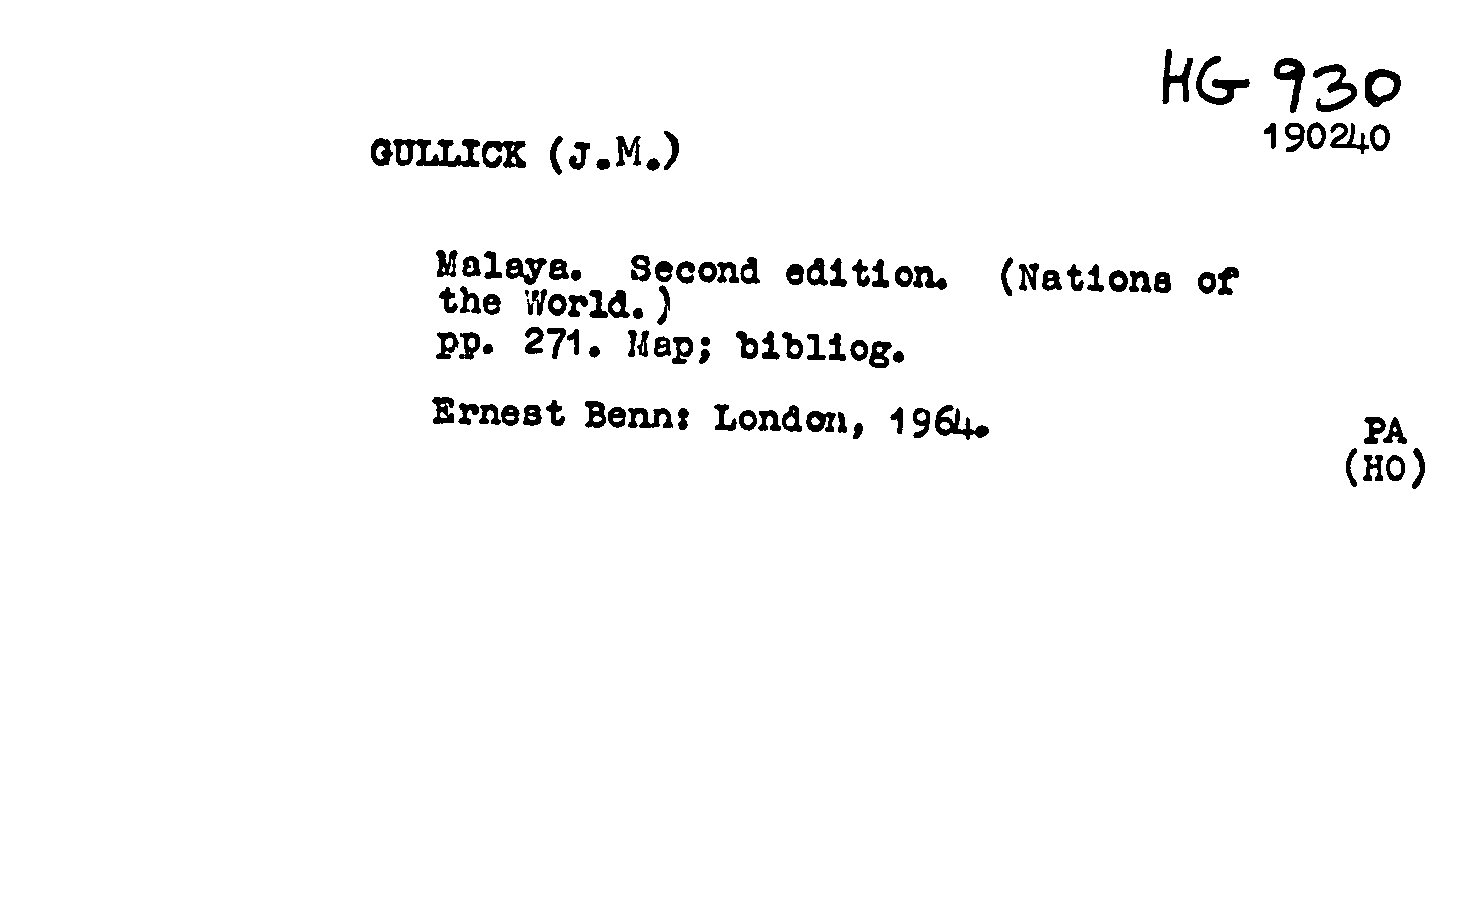 HG 930
190240
GULLICK (J.M.)
Malaya. Second edition. (Nations of
the World.)
pp. 271. Map; bibliog.
Ernest Benn: London, 1964.
PA
(HO)